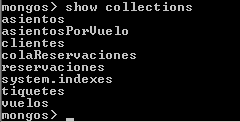 mongos> show collections
asientos
asientosPorVuelo
clientes
colaReservaciones
reservaciones
system.indexes
tiquetes
vuelos
mongos> _